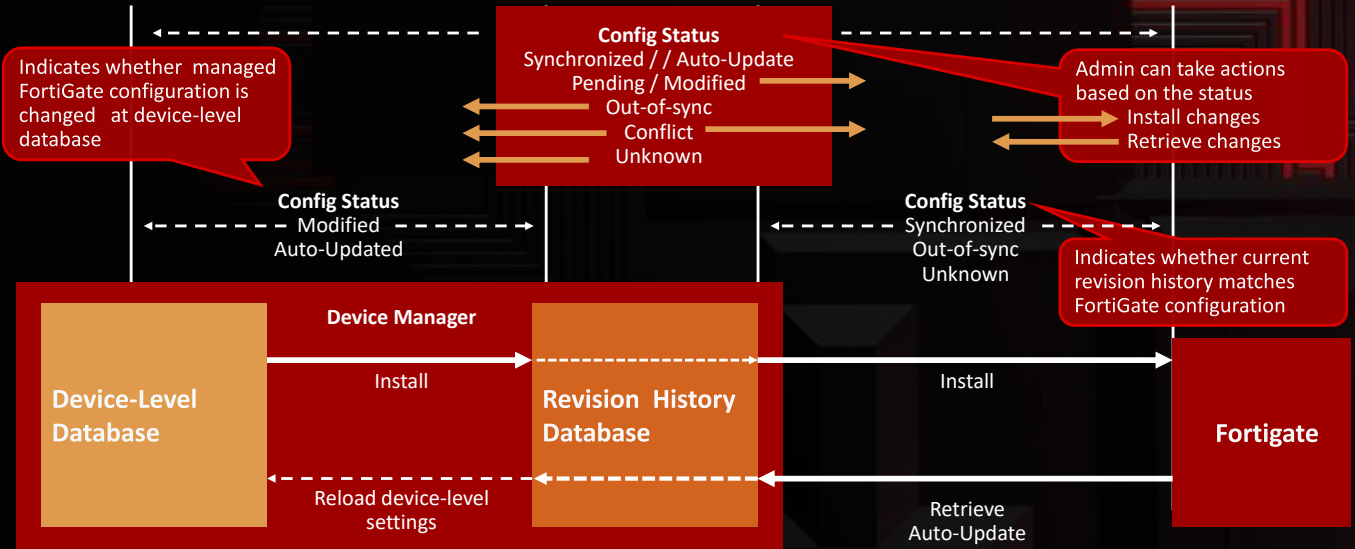 Config Status
Synchronized / / Auto-Update
Pending / Modified
Out-of-sync
Conflict
Unknown
Indicates whether managed
FortiGate configuration is
changed at device-level
database
Admin can take actions
based on the status
Install changes
Retrieve changes
Config Status
Modified
Auto-Updated
Config Status
Synchronized
Out-of-sync
Unknown
Indicates whether current
revision history matches
FortiGate configuration
Device Manager
Install
Install
Device-Level
Database
Revision History
Database
Fortigate
Reload device-level
settings
Retrieve
Auto-Update